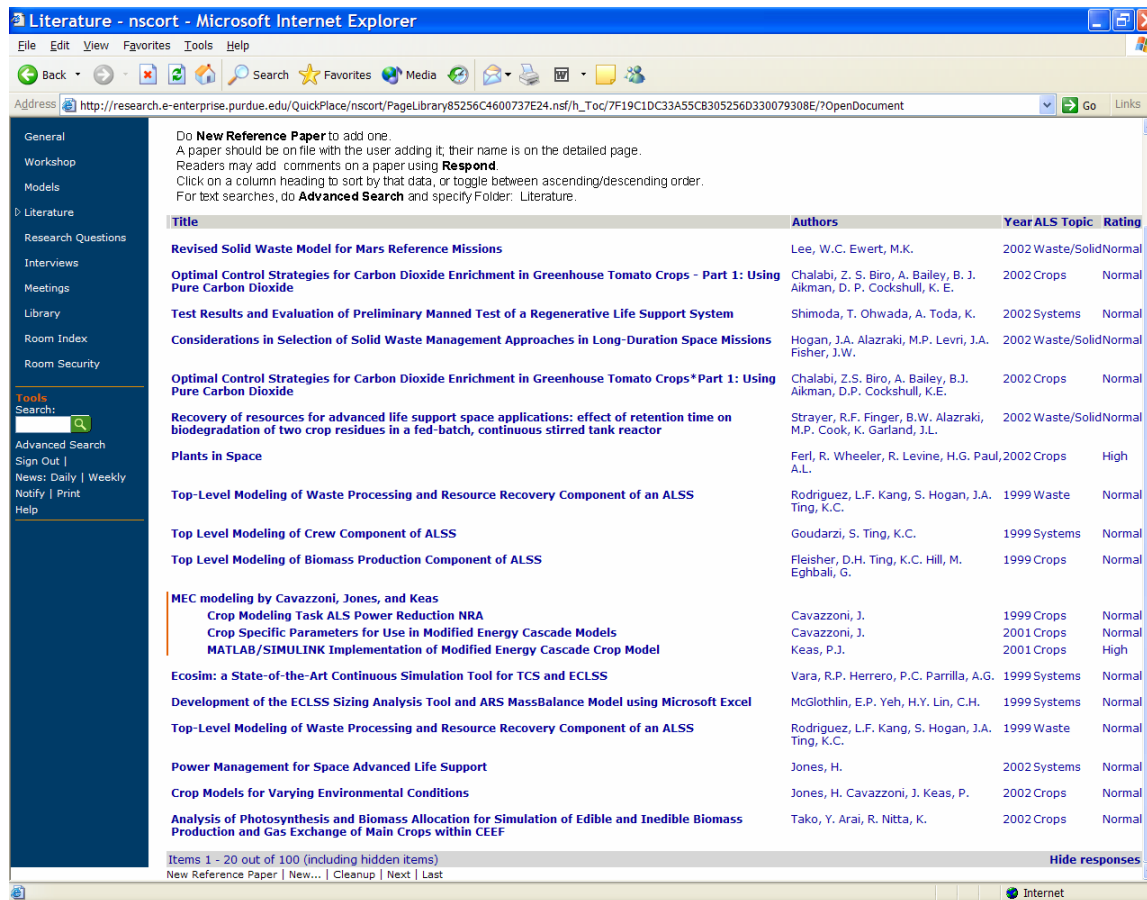 Literature - nscort - Microsoft Internet Explorer
File Edit View Favorites Tools Help
Back Search Favorites Media
Address http://research.e-enterprise.purdue.edu/QuickPlace/nscort/PageLibrary85256C4600737E24.nsf/h_Toc/7F19C1DC33A55CB305256D330079308E/?OpenDocument Go Links
General
Workshop
Models
Literature
Research Questions
Interviews
Meetings
Library
Room Index
Room Security
Tools
Search:
Advanced Search
Sign Out |
News: Daily | Weekly
Notify | Print
Help
Do New Reference Paper to add one.
A paper should be on file with the user adding it; their name is on the detailed page.
Readers may add comments on a paper using Respond.
Click on a column heading to sort by that data, or toggle between ascending/descending order.
For text searches, do Advanced Search and specify Folder: Literature.
Title Authors Year ALS Topic Rating
Revised Solid Waste Model for Mars Reference Missions Lee, W.C. Ewert, M.K. 2002 Waste/Solid Normal
Optimal Control Strategies for Carbon Dioxide Enrichment in Greenhouse Tomato Crops - Part 1: Using Chalabi, Z. S. Biro, A. Bailey, B. J. 2002 Crops Normal
Pure Carbon Dioxide Aikman, D. P. Cockshull, K. E.
Test Results and Evaluation of Preliminary Manned Test of a Regenerative Life Support System Shimoda, T. Ohwada, A. Toda, K. 2002 Systems Normal
Considerations in Selection of Solid Waste Management Approaches in Long-Duration Space Missions Hogan, J.A. Alazraki, M.P. Levri, J.A. 2002 Waste/Solid Normal
Fisher, J.W.
Optimal Control Strategies for Carbon Dioxide Enrichment in Greenhouse Tomato Crops*Part 1: Using Chalabi, Z.S. Biro, A. Bailey, B.J. 2002 Crops Normal
Pure Carbon Dioxide Aikman, D.P. Cockshull, K.E.
Recovery of resources for advanced life support space applications: effect of retention time on Strayer, R.F. Finger, B.W. Alazraki, 2002 Waste/Solid Normal
biodegradation of two crop residues in a fed-batch, continuous stirred tank reactor M.P. Cook, K. Garland, J.L.
Plants in Space Ferl, R. Wheeler, R. Levine, H.G. Paul, 2002 Crops High
A.L.
Top-Level Modeling of Waste Processing and Resource Recovery Component of an ALSS Rodriguez, L.F. Kang, S. Hogan, J.A. 1999 Waste Normal
Ting, K.C.
Top Level Modeling of Crew Component of ALSS Goudarzi, S. Ting, K.C. 1999 Systems Normal
Top Level Modeling of Biomass Production Component of ALSS Fleisher, D.H. Ting, K.C. Hill, M. 1999 Crops Normal
Eghbali, G.
MEC modeling by Cavazzoni, Jones, and Keas
Crop Modeling Task ALS Power Reduction NRA Cavazzoni, J. 1999 Crops Normal
Crop Specific Parameters for Use in Modified Energy Cascade Models Cavazzoni, J. 2001 Crops Normal
MATLAB/SIMULINK Implementation of Modified Energy Cascade Crop Model Keas, P.J. 2001 Crops High
Ecosim: a State-of-the-Art Continuous Simulation Tool for TCS and ECLSS Vara, R.P. Herrero, P.C. Parrilla, A.G. 1999 Systems Normal
Development of the ECLSS Sizing Analysis Tool and ARS MassBalance Model using Microsoft Excel McGlothlin, E.P. Yeh, H.Y. Lin, C.H. 1999 Systems Normal
Top-Level Modeling of Waste Processing and Resource Recovery Component of an ALSS Rodriguez, L.F. Kang, S. Hogan, J.A. 1999 Waste Normal
Ting, K.C.
Power Management for Space Advanced Life Support Jones, H. 2002 Systems Normal
Crop Models for Varying Environmental Conditions Jones, H. Cavazzoni, J. Keas, P. 2002 Crops Normal
Analysis of Photosynthesis and Biomass Allocation for Simulation of Edible and Inedible Biomass Tako, Y. Arai, R. Nitta, K. 2002 Crops Normal
Production and Gas Exchange of Main Crops within CEEF
Items 1 - 20 out of 100 (including hidden items) Hide responses
New Reference Paper | New... | Cleanup | Next | Last
Internet